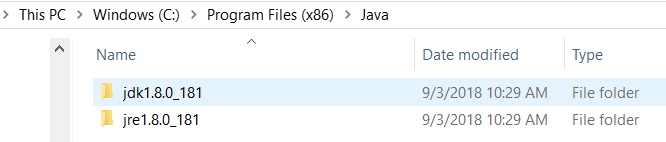 This PC > Windows (C:) > Program Files (x86) > Java
Name Date modified Type
jdk1.8.0_181 9/3/2018 10:29 AM File folder
jre1.8.0_181 9/3/2018 10:29 AM File folder